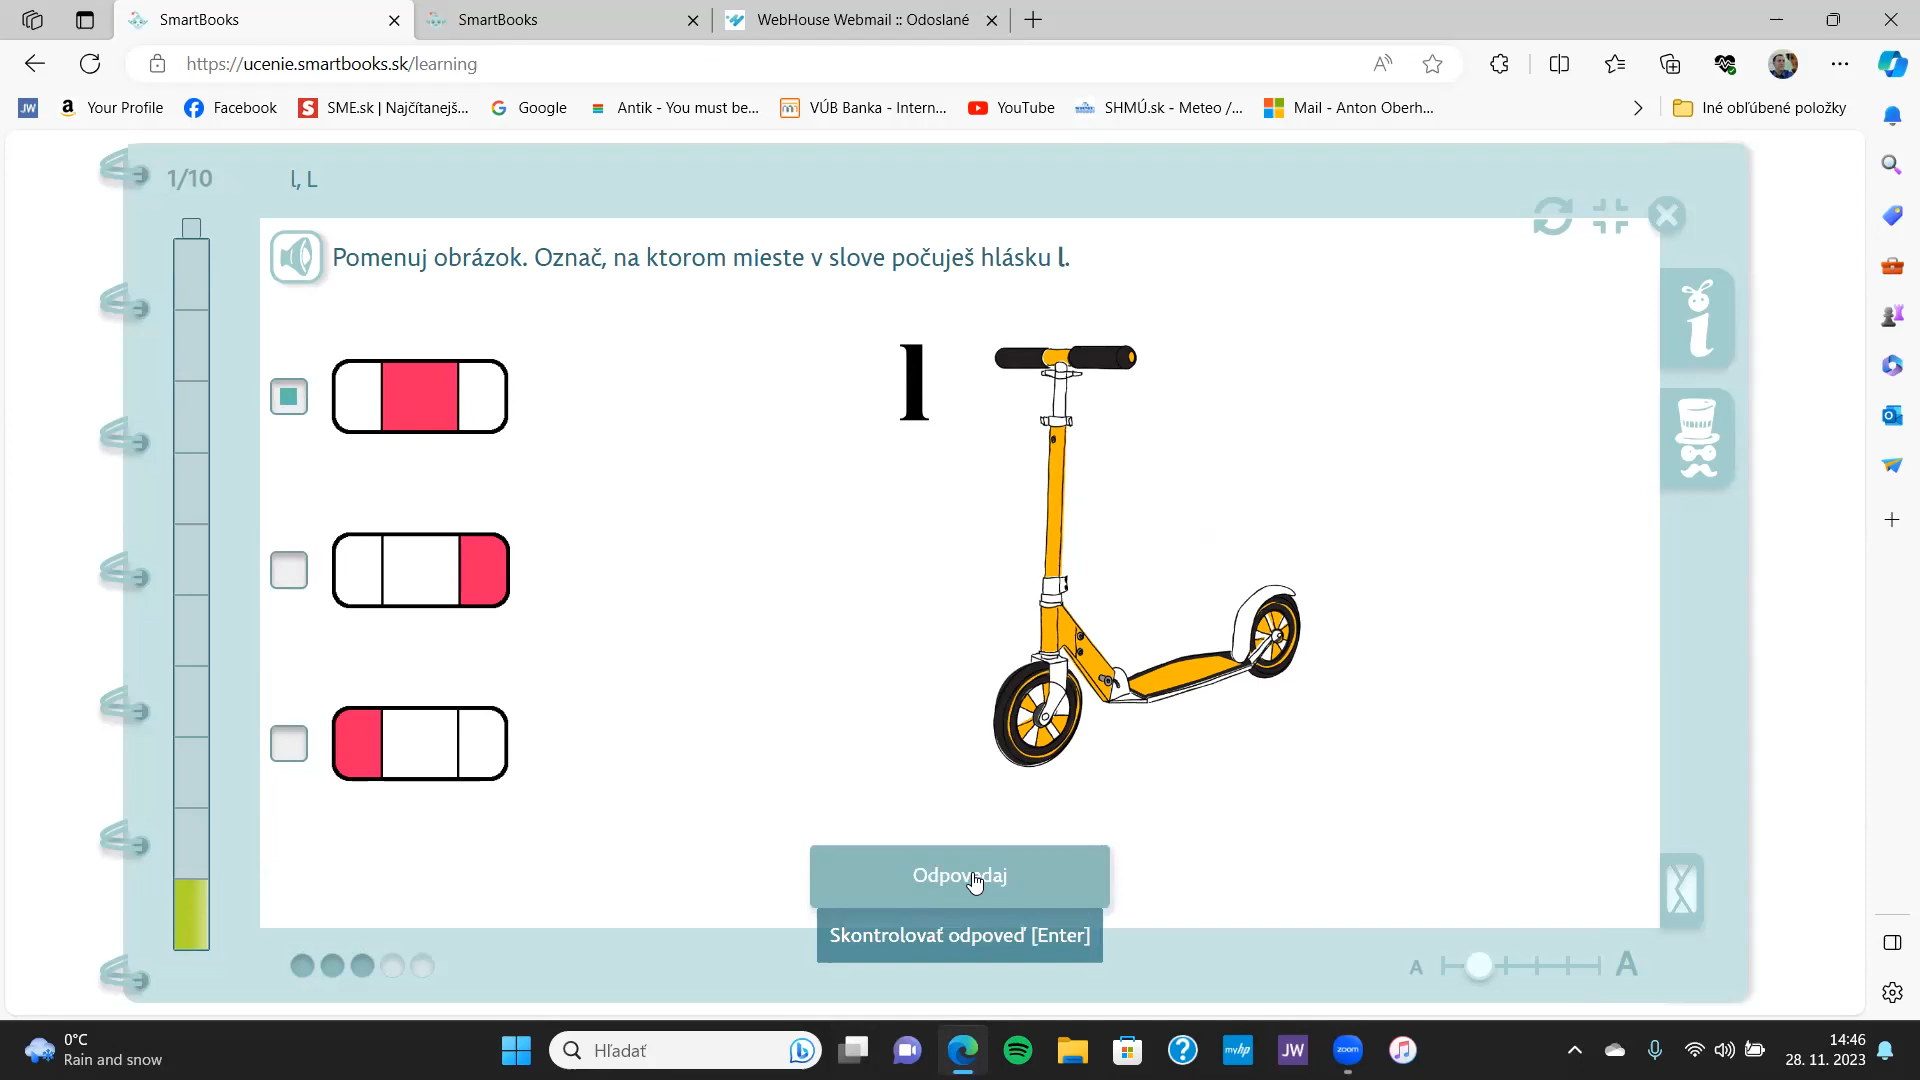 SmartBooks
SmartBooks
WebHouse Webmail :: Odoslané
https://ucenie.smartbooks.sk/learning
JW
Your Profile
Facebook
SME.sk | Najčítanejš...
Google
Antik - You must be...
VÚB Banka - Intern...
YouTube
SHMÚ.sk - Meteo /...
Mail - Anton Oberh...
Iné obľúbené položky
1/10
l, L
Pomenuj obrázok. Označ, na ktorom mieste v slove počuješ hlásku l.
l
i
Odpovedaj
Skontrolovať odpoveď [Enter]
A
A
0°C
Rain and snow
Hľadať
myhp
JW
zoom
14:46
28. 11. 2023